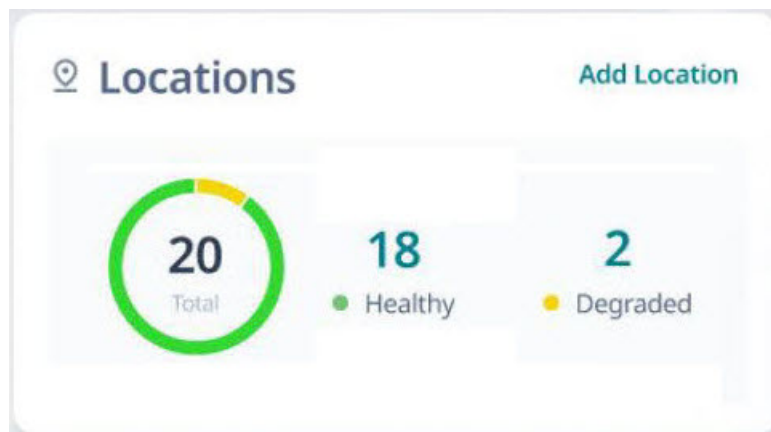 Locations
Add Location
20
Total
18
Healthy
2
Degraded